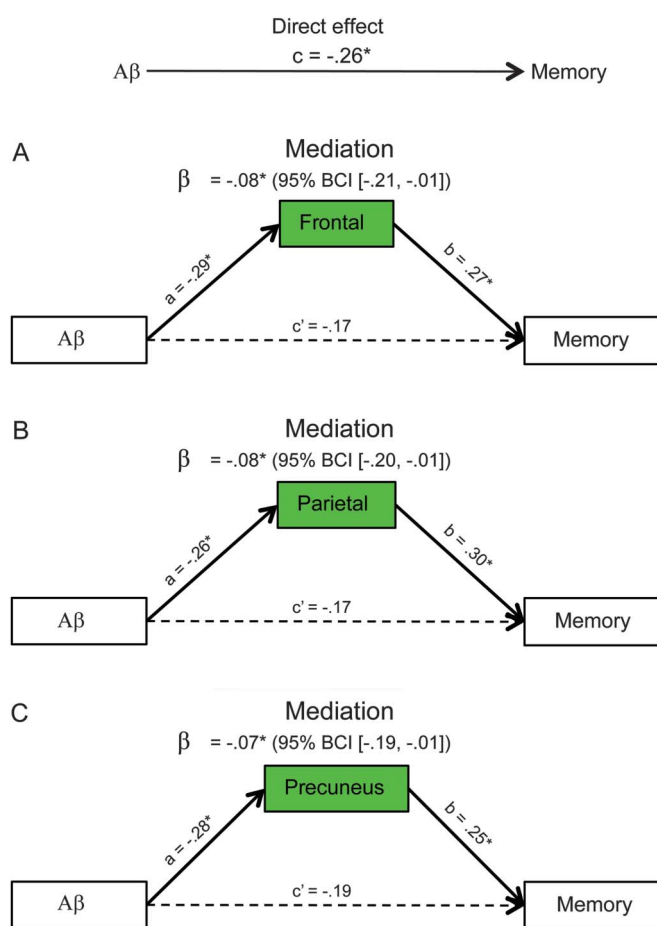 Direct effect
c = -.26*
Aβ
Memory
A
Mediation
β = -.08* (95% BCI [-.21, -.01])
Frontal
a = -.29*
b = .27*
c' = -.17
Aβ
Memory
B
Mediation
β = -.08* (95% BCI [-.20, -.01])
Parietal
a = -.26*
b = .30*
c' = -.17
Aβ
Memory
C
Mediation
β = -.07* (95% BCI [-.19, -.01])
Precuneus
a = -.28*
b = .25*
c' = -.19
Aβ
Memory